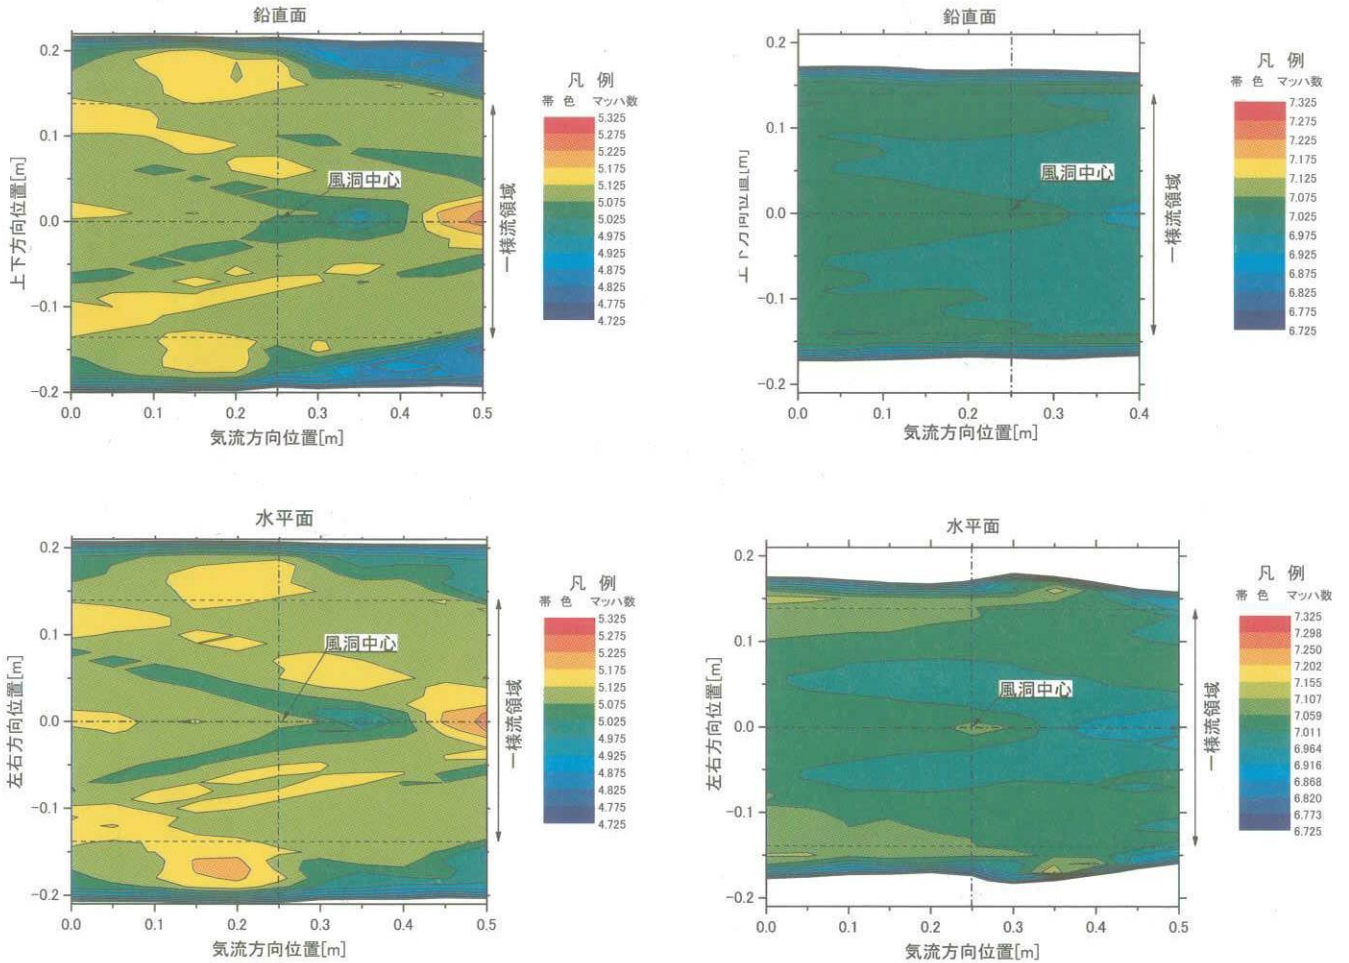 鉛直面
0.2
0.1
0.0
−0.1
−0.2
上下方向位置[m]
0.0 0.1 0.2 0.3 0.4 0.5
気流方向位置[m]
風洞中心
一様流領域
凡 例
帯 色 マッハ数
5.325
5.275
5.225
5.175
5.125
5.075
5.025
4.975
4.925
4.875
4.825
4.775
4.725
鉛直面
0.2
0.1
0.0
−0.1
−0.2
上下方向位置[m]
0.0 0.1 0.2 0.3 0.4
気流方向位置[m]
風洞中心
一様流領域
凡 例
帯 色 マッハ数
7.325
7.275
7.225
7.175
7.125
7.075
7.025
6.975
6.925
6.875
6.825
6.775
6.725
水平面
0.2
0.1
0.0
−0.1
−0.2
左右方向位置[m]
0.0 0.1 0.2 0.3 0.4 0.5
気流方向位置[m]
風洞中心
一様流領域
凡 例
帯 色 マッハ数
5.325
5.275
5.225
5.175
5.125
5.075
5.025
4.975
4.925
4.875
4.825
4.775
4.725
水平面
0.2
0.1
0.0
−0.1
−0.2
左右方向位置[m]
0.0 0.1 0.2 0.3 0.4 0.5
気流方向位置[m]
風洞中心
一様流領域
凡 例
帯 色 マッハ数
7.325
7.298
7.250
7.202
7.155
7.107
7.059
7.011
6.964
6.916
6.868
6.820
6.773
6.725